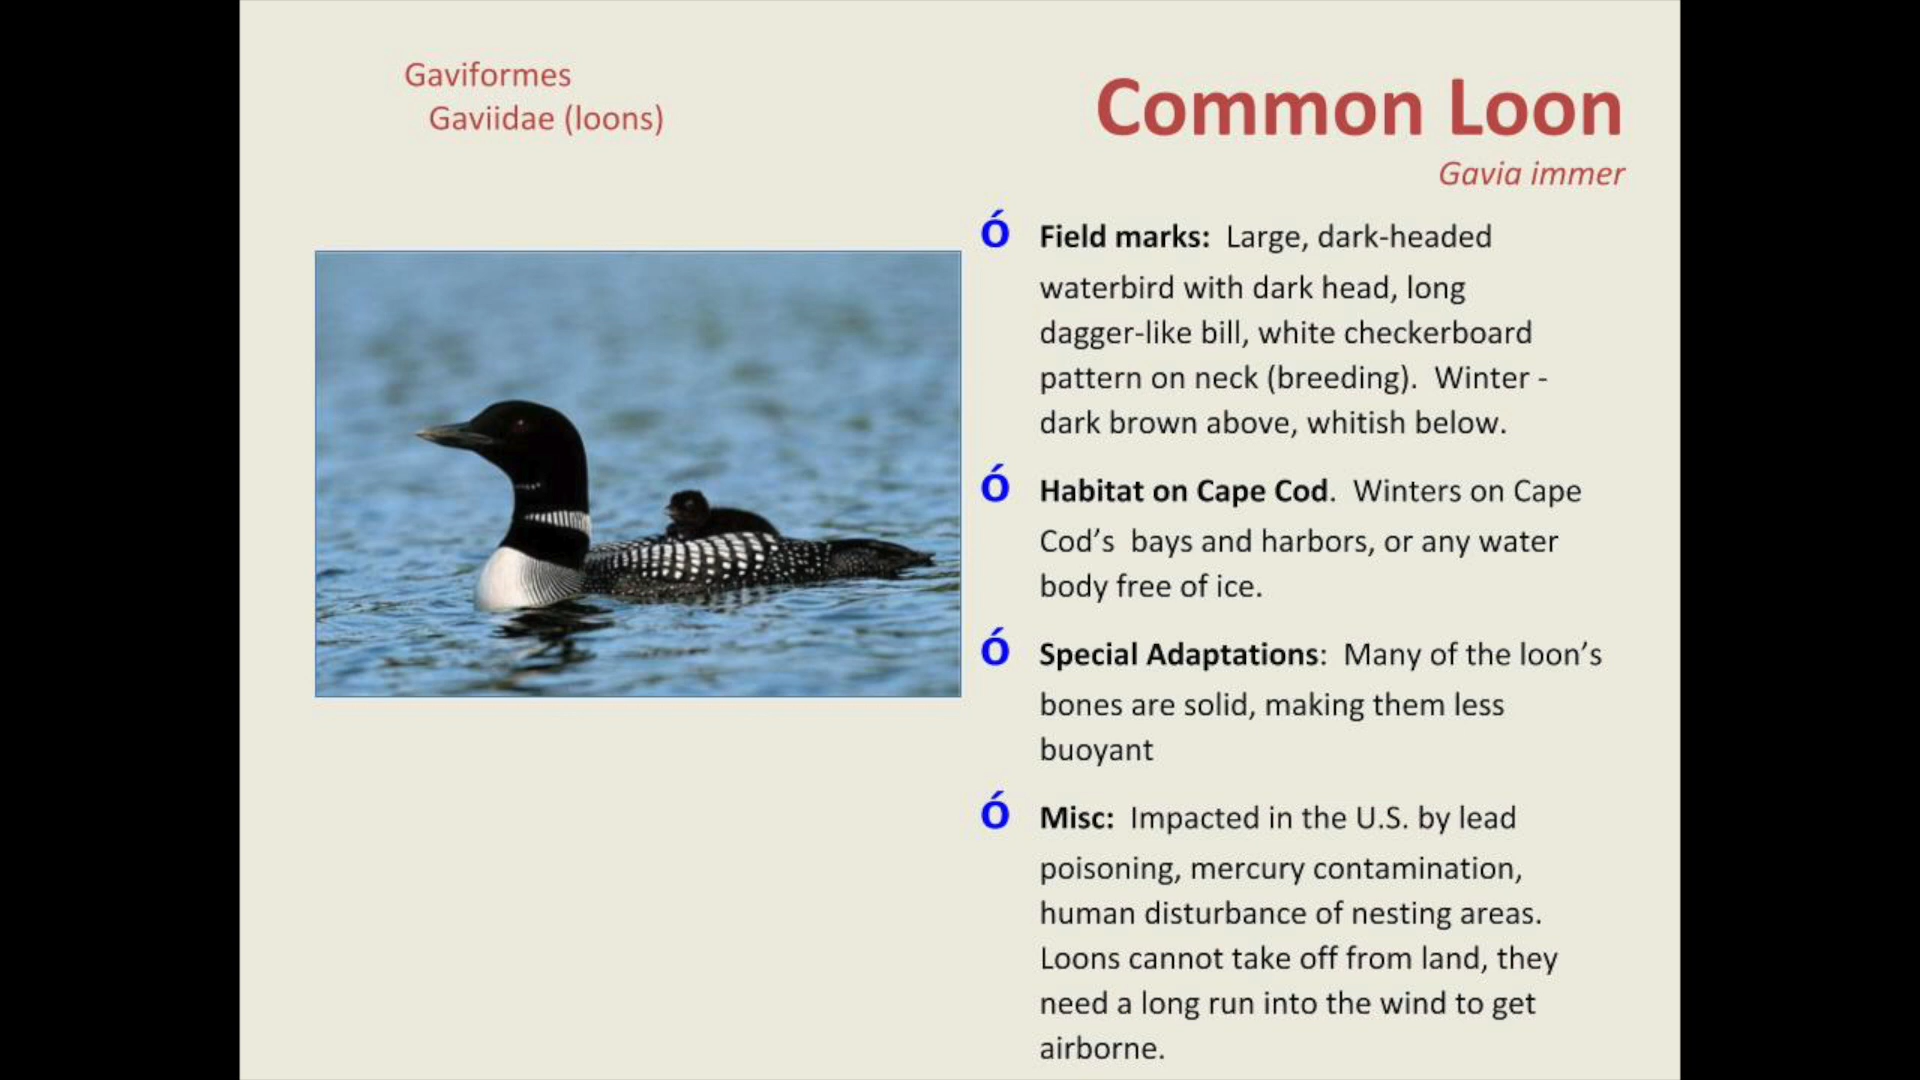 Gaviformes
Gaviidae (loons)
Common Loon
Gavia immer
Ó Field marks: Large, dark-headed
waterbird with dark head, long
dagger-like bill, white checkerboard
pattern on neck (breeding). Winter -
dark brown above, whitish below.
Ó Habitat on Cape Cod. Winters on Cape
Cod’s bays and harbors, or any water
body free of ice.
Ó Special Adaptations: Many of the loon’s
bones are solid, making them less
buoyant
Ó Misc: Impacted in the U.S. by lead
poisoning, mercury contamination,
human disturbance of nesting areas.
Loons cannot take off from land, they
need a long run into the wind to get
airborne.